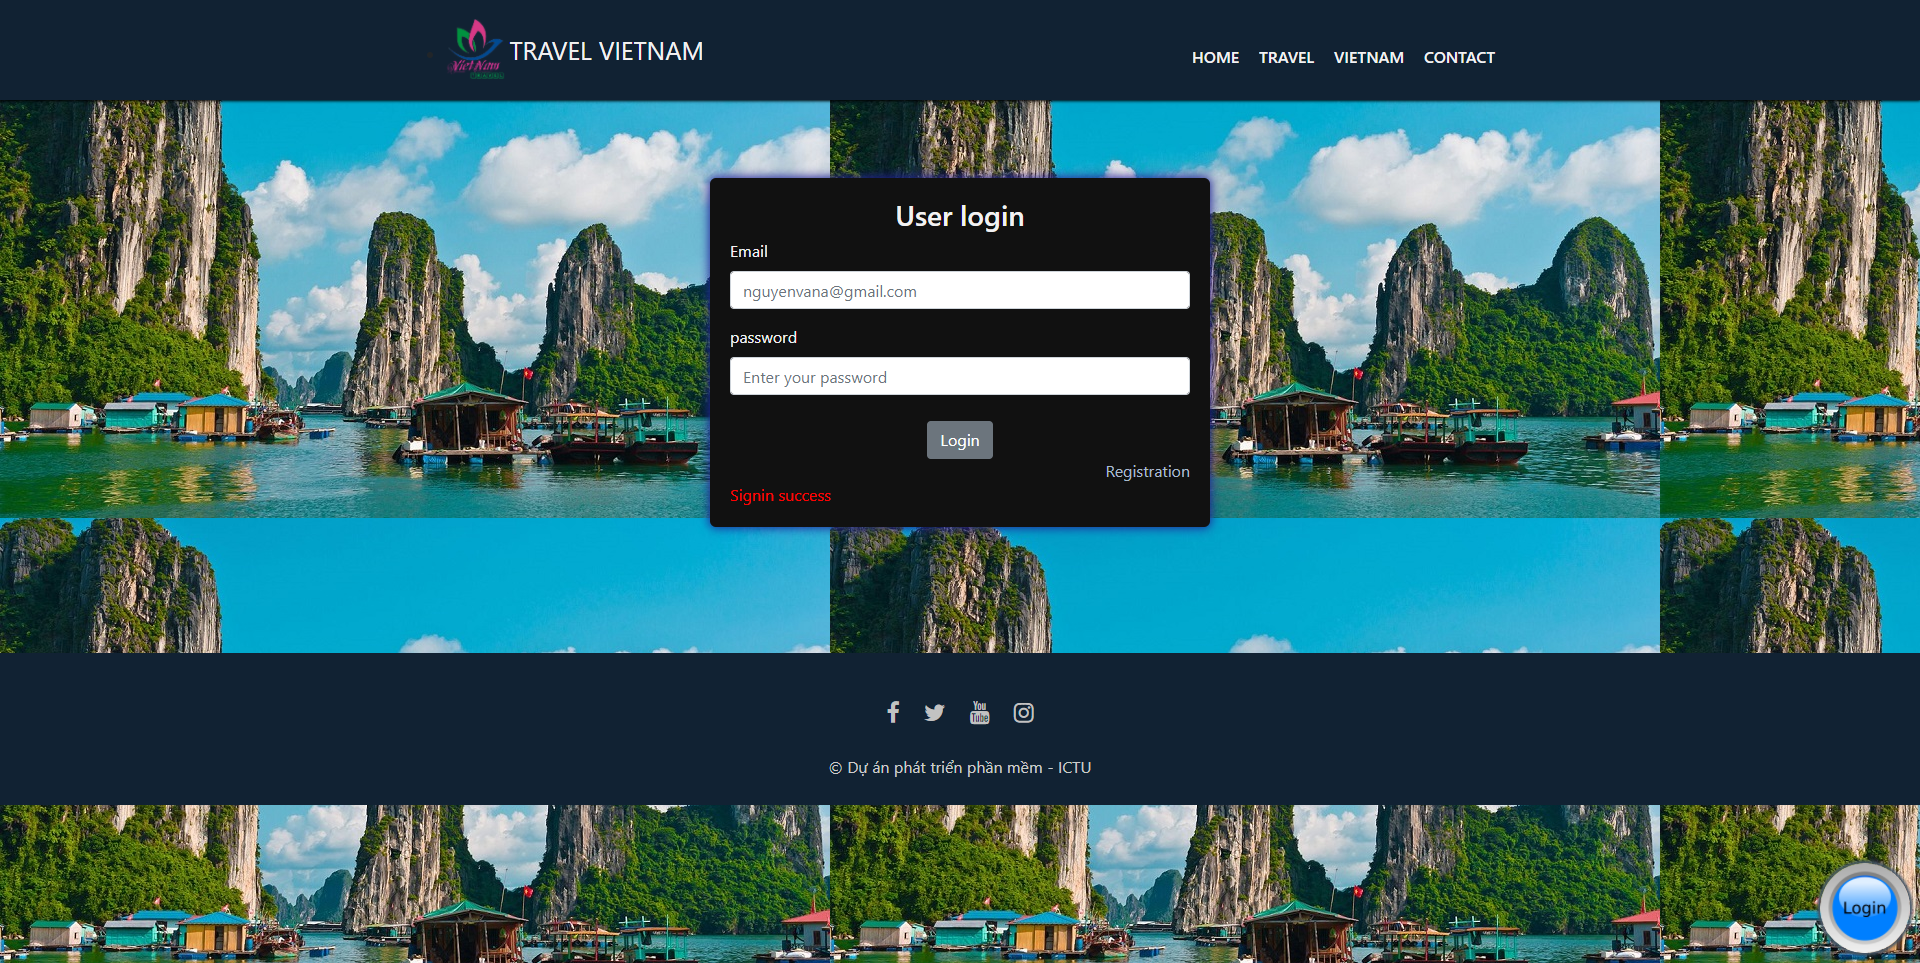 Viet Nam
TRAVEL VIETNAM
HOME TRAVEL VIETNAM CONTACT
User login
Email
nguyenvana@gmail.com
password
Enter your password
Login
Registration
Signin success
You
Tube
© Dự án phát triển phần mềm - ICTU
Login